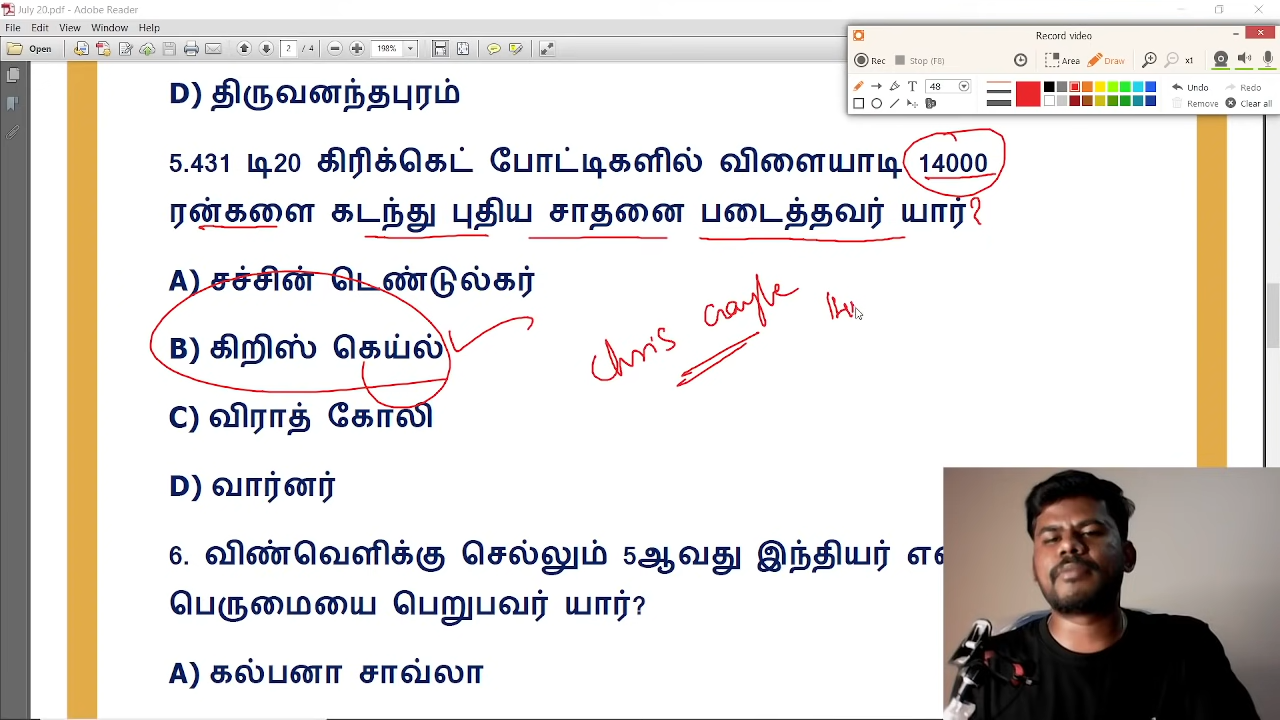 July 20.pdf - Adobe Reader
File Edit View Window Help
Open 2 / 4 198%
Record video
Rec Stop (F8) Area Draw x1
T 48 Undo Redo
Remove Clear all
D) திருவனந்தபுரம்
5.431 டி20 கிரிக்கெட் போட்டிகளில் விளையாடி 14000
ரன்களை கடந்து புதிய சாதனை படைத்தவர் யார்?
A) சச்சின் டெண்டுல்கர்
B) கிறிஸ் கெய்ல்
Chris Gayle
C) விராத் கோலி
D) வார்னர்
6. விண்வெளிக்கு செல்லும் 5ஆவது இந்தியர்
பெருமையை பெறுபவர் யார்?
A) கல்பனா சாவ்லா